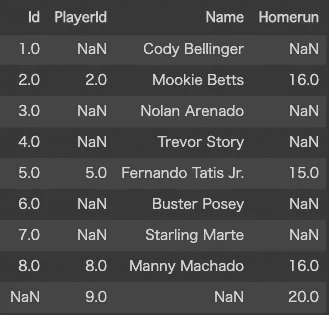 Id PlayerId Name Homerun
1.0 NaN Cody Bellinger NaN
2.0 2.0 Mookie Betts 16.0
3.0 NaN Nolan Arenado NaN
4.0 NaN Trevor Story NaN
5.0 5.0 Fernando Tatis Jr. 15.0
6.0 NaN Buster Posey NaN
7.0 NaN Starling Marte NaN
8.0 8.0 Manny Machado 16.0
NaN 9.0 NaN 20.0